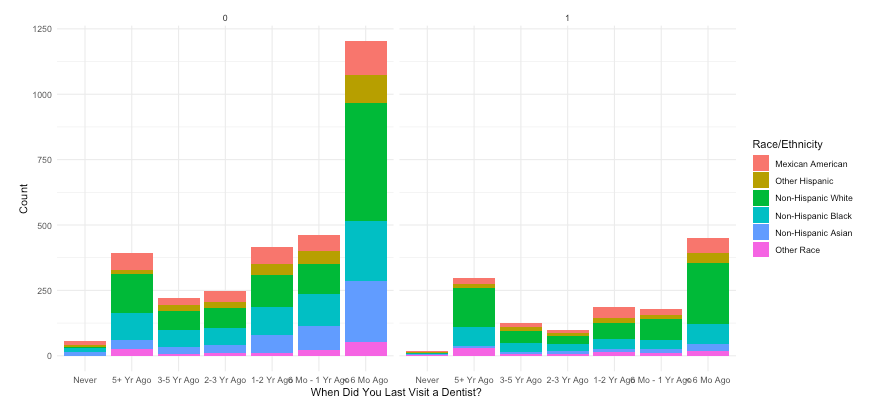 0
1
1250
1000
750
500
250
0
Count
Never
5+ Yr Ago
3-5 Yr Ago
2-3 Yr Ago
1-2 Yr Ago
6 Mo - 1 Yr Ago
<6 Mo Ago
Never
5+ Yr Ago
3-5 Yr Ago
2-3 Yr Ago
1-2 Yr Ago
6 Mo - 1 Yr Ago
<6 Mo Ago
When Did You Last Visit a Dentist?
Race/Ethnicity
Mexican American
Other Hispanic
Non-Hispanic White
Non-Hispanic Black
Non-Hispanic Asian
Other Race